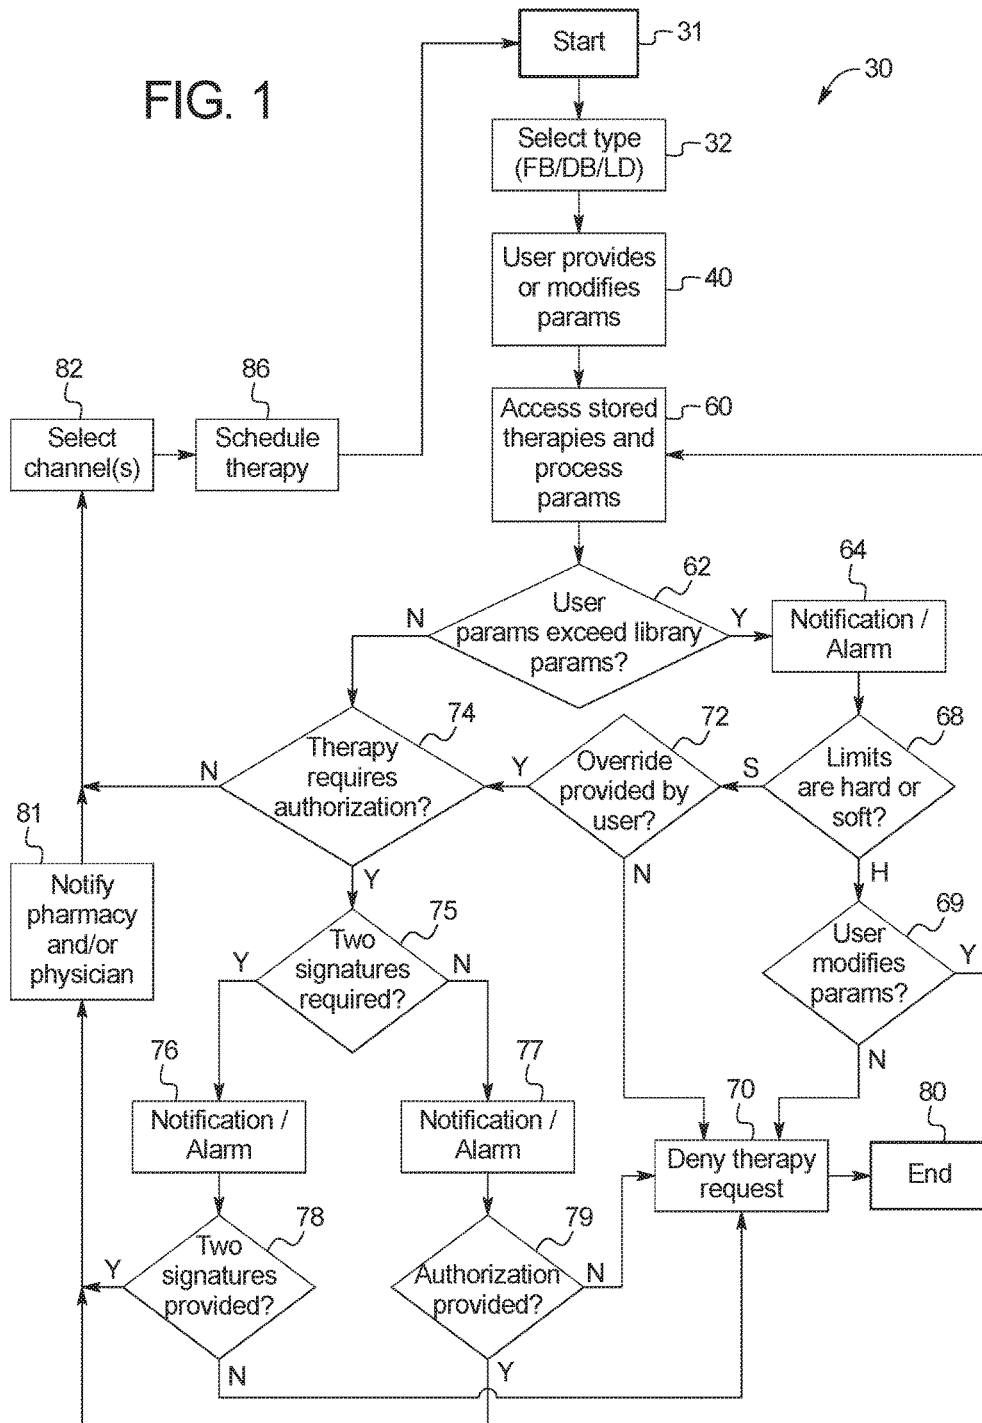 FIG. 1
30
Start
31
Select type
(FB/DB/LD)
32
User provides
or modifies
params
40
82
Select
channel(s)
86
Schedule
therapy
Access stored
therapies and
process
params
60
62
User
params exceed library
params?
N
Y
64
Notification /
Alarm
74
Therapy
requires
authorization?
N
Y
72
Override
provided by
user?
Y
N
68
Limits
are hard or
soft?
S
H
81
Notify
pharmacy
and/or
physician
75
Two
signatures
required?
Y
N
69
User
modifies
params?
Y
N
76
Notification /
Alarm
77
Notification /
Alarm
70
Deny therapy
request
80
End
78
Two
signatures
provided?
Y
N
79
Authorization
provided?
N
Y